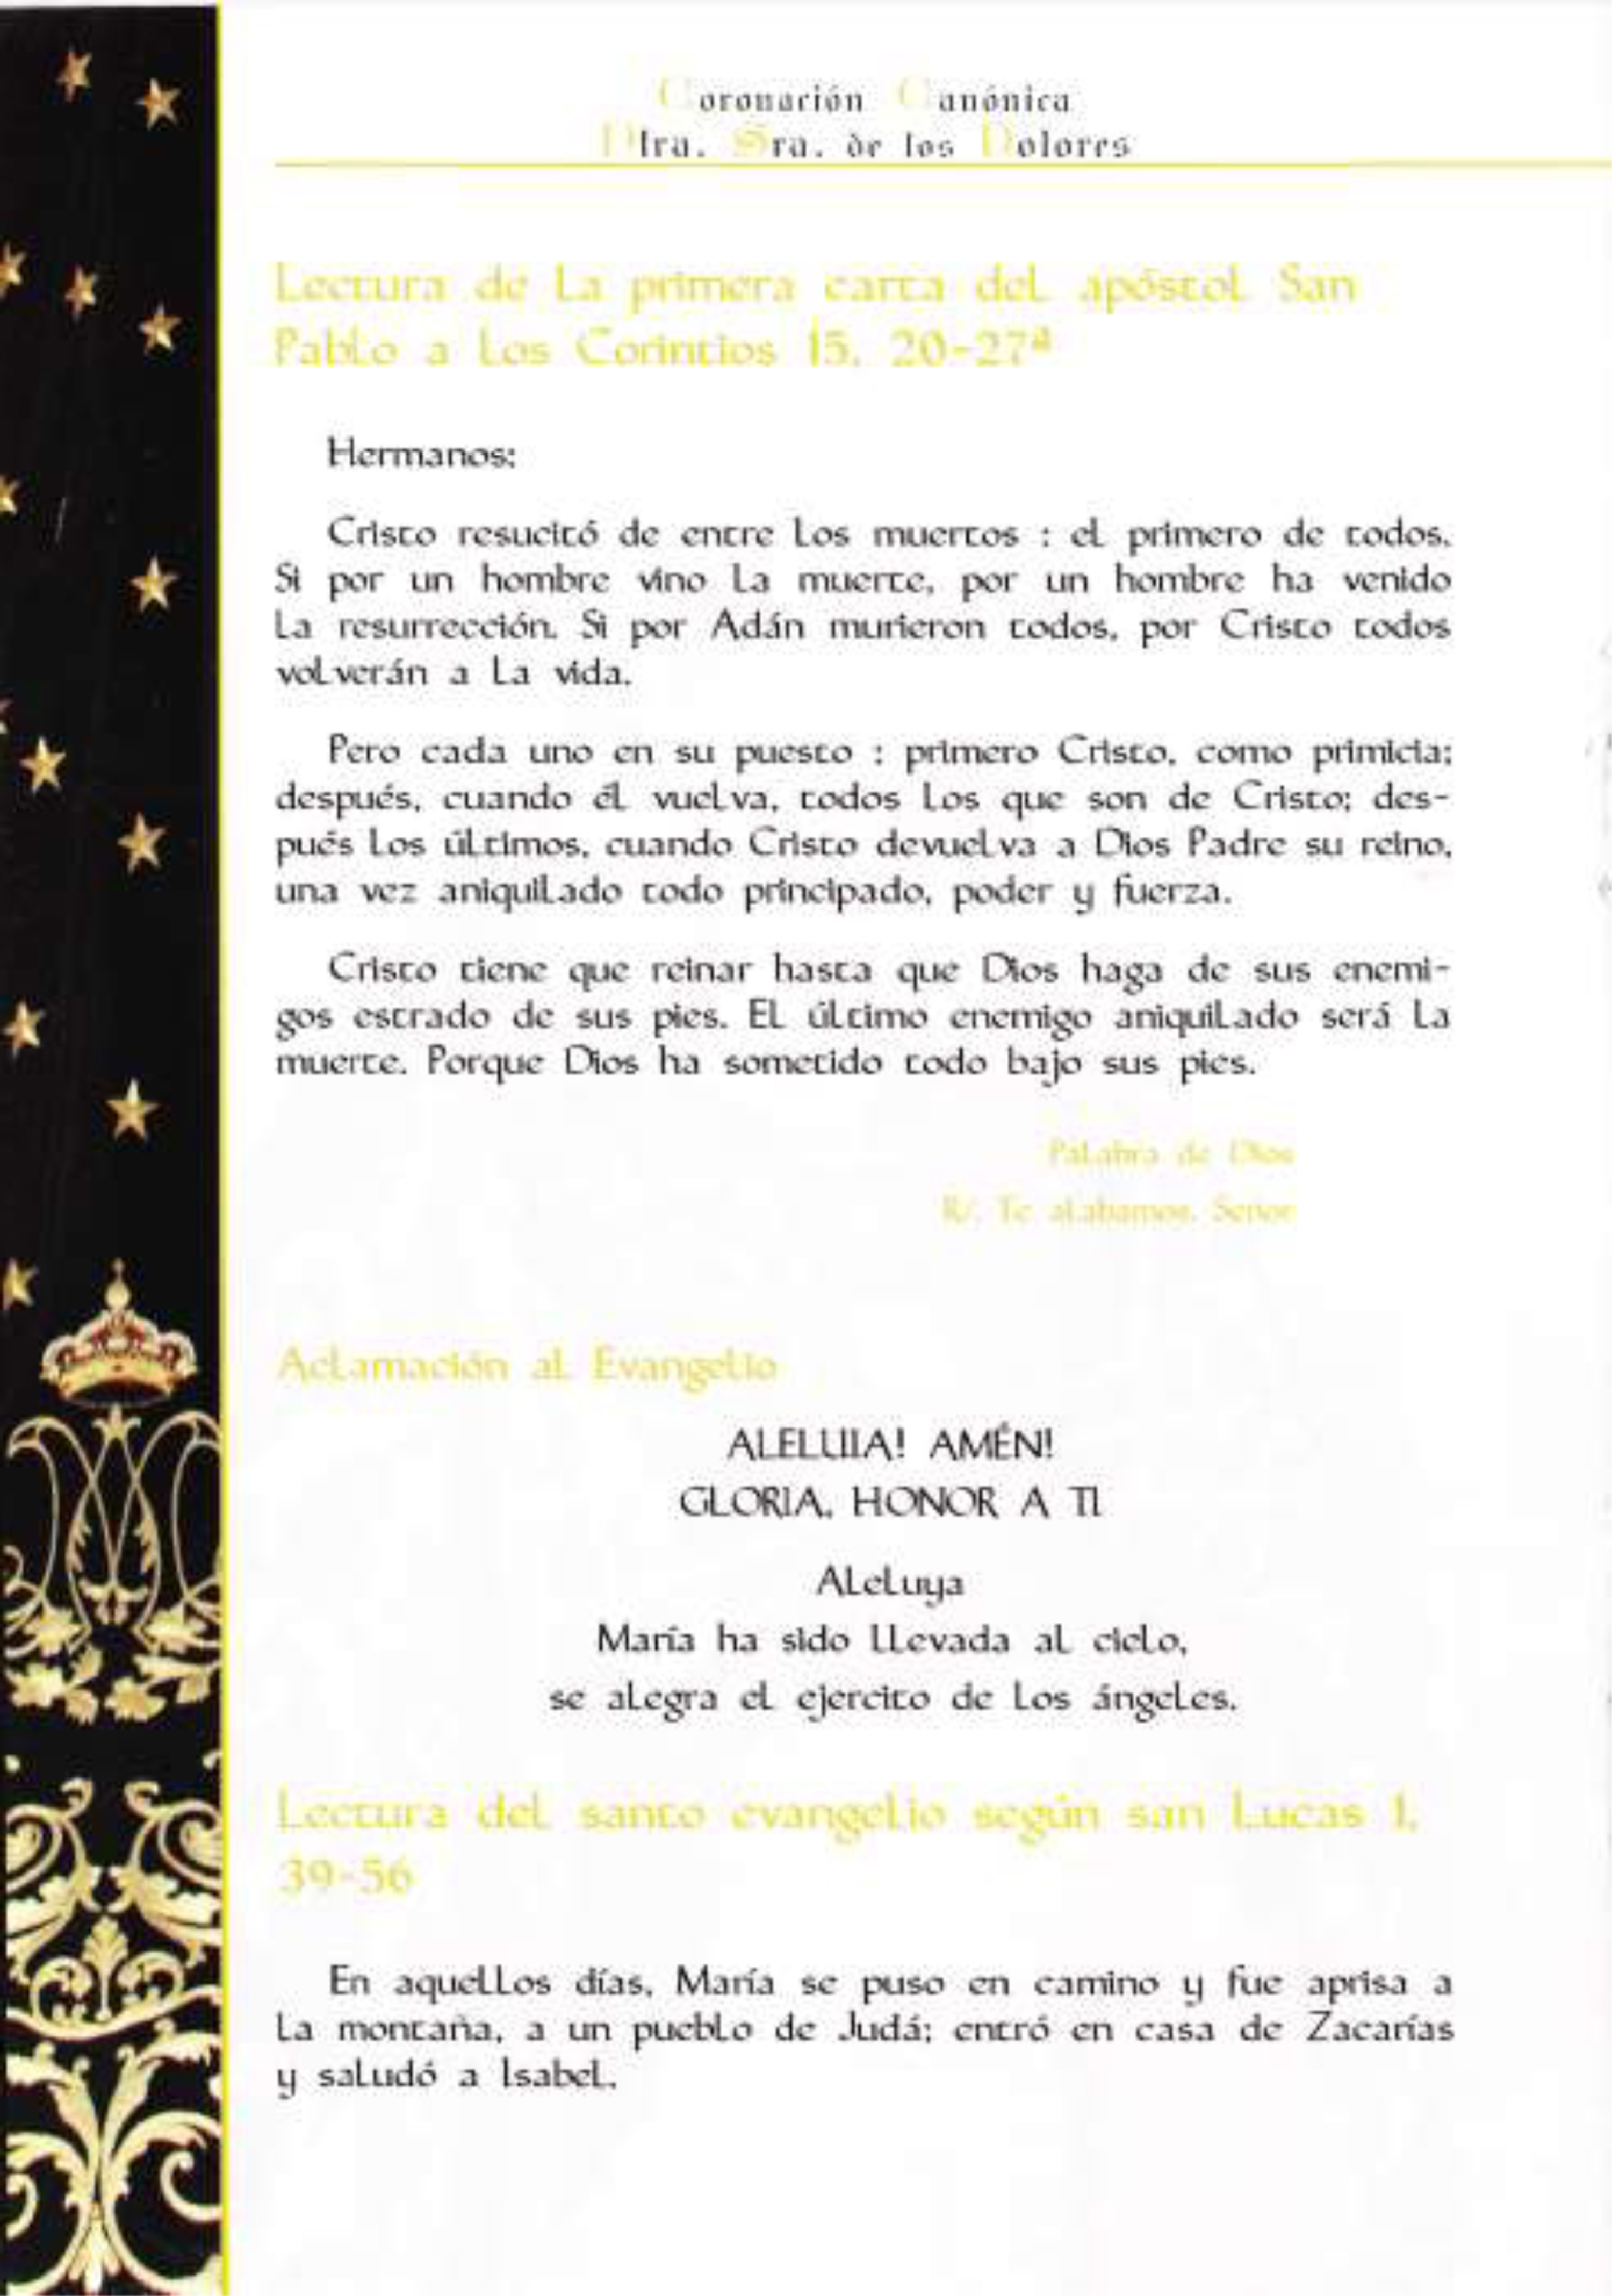 Coronación Canónica
Ntra. Sra. de los Dolores
Lectura de la primera carta del apóstol San
Pablo a los Corintios 15, 20-27ª
Hermanos:
Cristo resucitó de entre los muertos : el primero de todos.
Si por un hombre vino la muerte, por un hombre ha venido
la resurrección. Si por Adán murieron todos, por Cristo todos
volverán a la vida.
Pero cada uno en su puesto : primero Cristo, como primicia;
después, cuando él vuelva, todos los que son de Cristo; des-
pués los últimos, cuando Cristo devuelva a Dios Padre su reino,
una vez aniquilado todo principado, poder y fuerza.
Cristo tiene que reinar hasta que Dios haga de sus enemi-
gos estrado de sus pies. El último enemigo aniquilado será la
muerte. Porque Dios ha sometido todo bajo sus pies.
Palabra de Dios
R/. Te alabamos, Señor
Aclamación al Evangelio
ALELUIA! AMÉN!
GLORIA, HONOR A TI
Aleluya
María ha sido llevada al cielo,
se alegra el ejercito de los ángeles.
Lectura del santo evangelio según san Lucas 1,
39-56
En aquellos días, María se puso en camino y fue aprisa a
la montaña, a un pueblo de Judá; entró en casa de Zacarías
y saludó a Isabel.